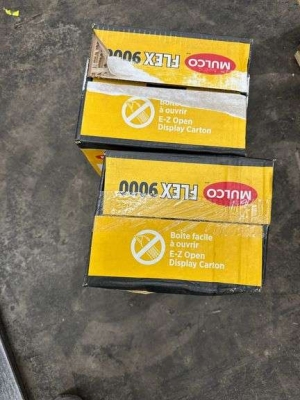 MULCO
FLEX 9000
Boîte facile
à ouvrir
E-Z Open
Display Carton
MULCO
FLEX 9000
Boîte facile
à ouvrir
E-Z Open
Display Carton